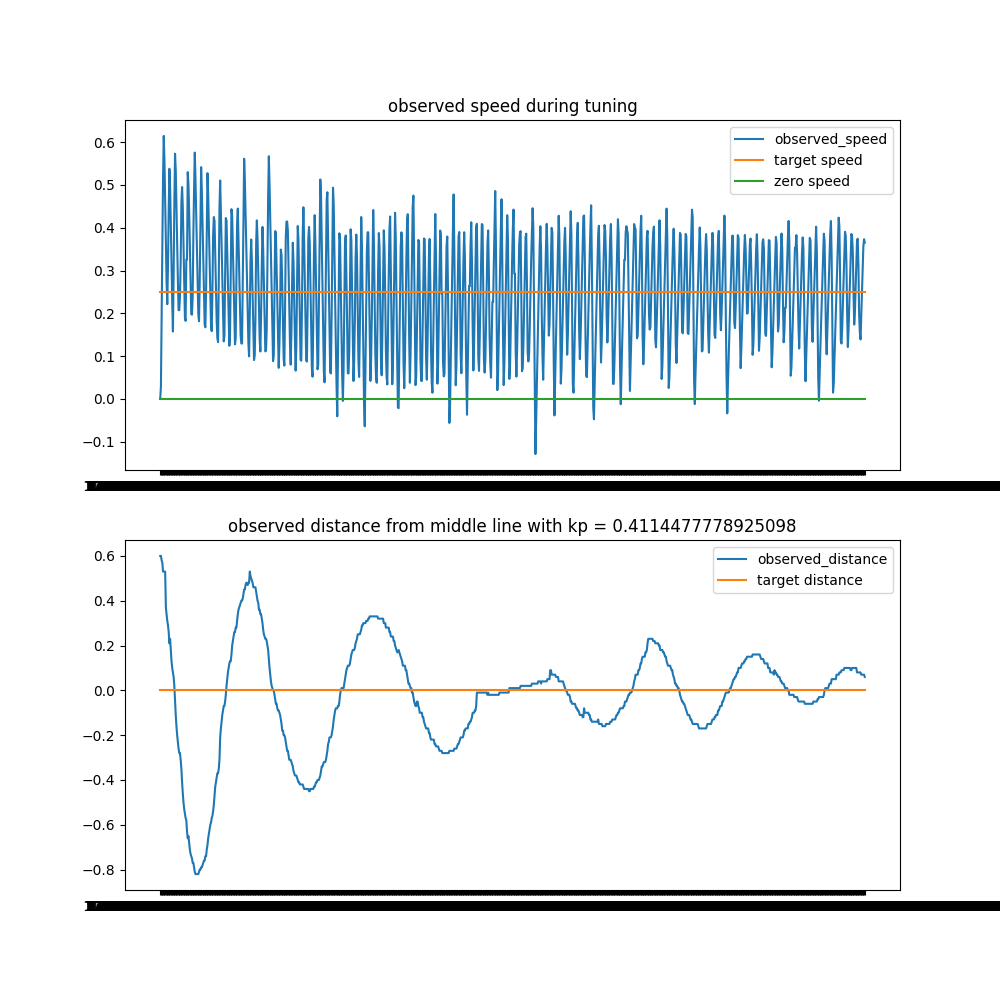 observed speed during tuning
observed_speed
target speed
zero speed
0.6
0.5
0.4
0.3
0.2
0.1
0.0
−0.1
observed distance from middle line with kp = 0.4114477778925098
observed_distance
target distance
0.6
0.4
0.2
0.0
−0.2
−0.4
−0.6
−0.8